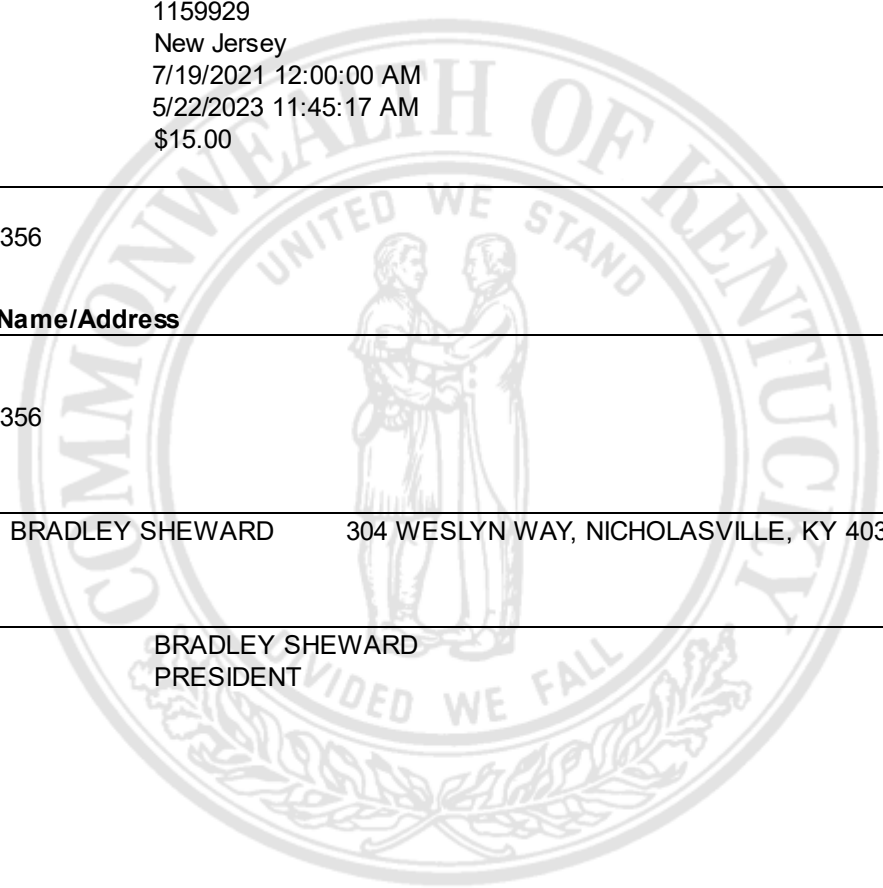 1159929
New Jersey
7/19/2021 12:00:00 AM
5/22/2023 11:45:17 AM
$15.00
356
Name/Address
356
BRADLEY SHEWARD 304 WESLYN WAY, NICHOLASVILLE, KY 403
BRADLEY SHEWARD
PRESIDENT
COMMONWEALTH OF KENTUCKY
UNITED WE STAND
DIVIDED WE FALL